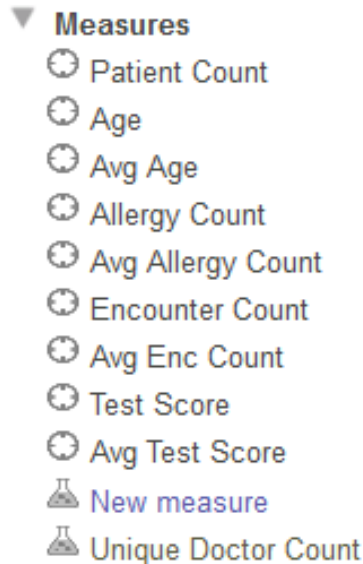 Measures
Patient Count
Age
Avg Age
Allergy Count
Avg Allergy Count
Encounter Count
Avg Enc Count
Test Score
Avg Test Score
New measure
Unique Doctor Count